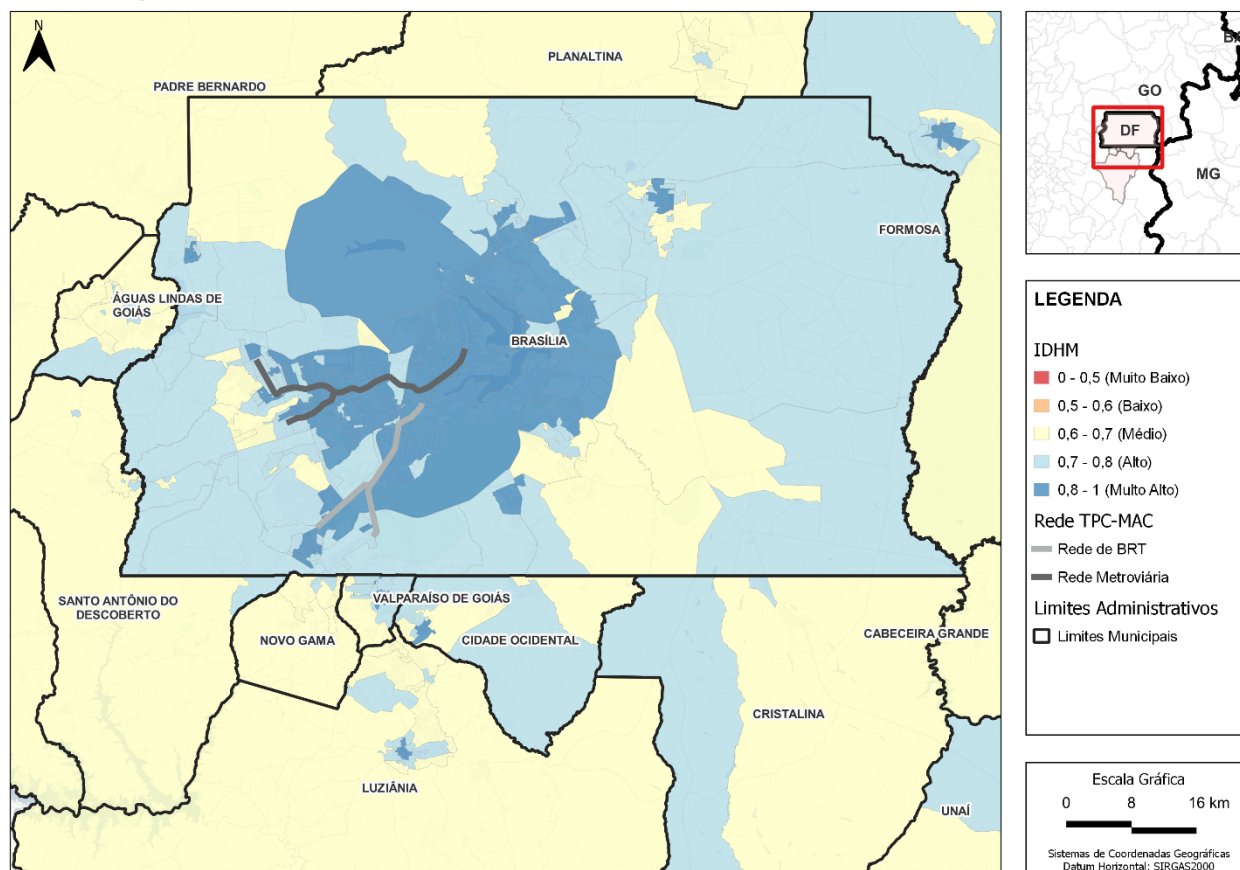 N
PLANALTINA
PADRE BERNARDO
FORMOSA
ÁGUAS LINDAS DE
GOIÁS
BRASÍLIA
SANTO ANTÔNIO DO
DESCOBERTO
VALPARAÍSO DE GOIÁS
NOVO GAMA
CIDADE OCIDENTAL
CABECEIRA GRANDE
CRISTALINA
LUZIÂNIA
UNAÍ
BA
GO
DF
MG
LEGENDA
IDHM
0 - 0,5 (Muito Baixo)
0,5 - 0,6 (Baixo)
0,6 - 0,7 (Médio)
0,7 - 0,8 (Alto)
0,8 - 1 (Muito Alto)
Rede TPC-MAC
Rede de BRT
Rede Metroviária
Limites Administrativos
Limites Municipais
Escala Gráfica
0 8 16 km
Sistemas de Coordenadas Geográficas
Datum Horizontal: SIRGAS2000